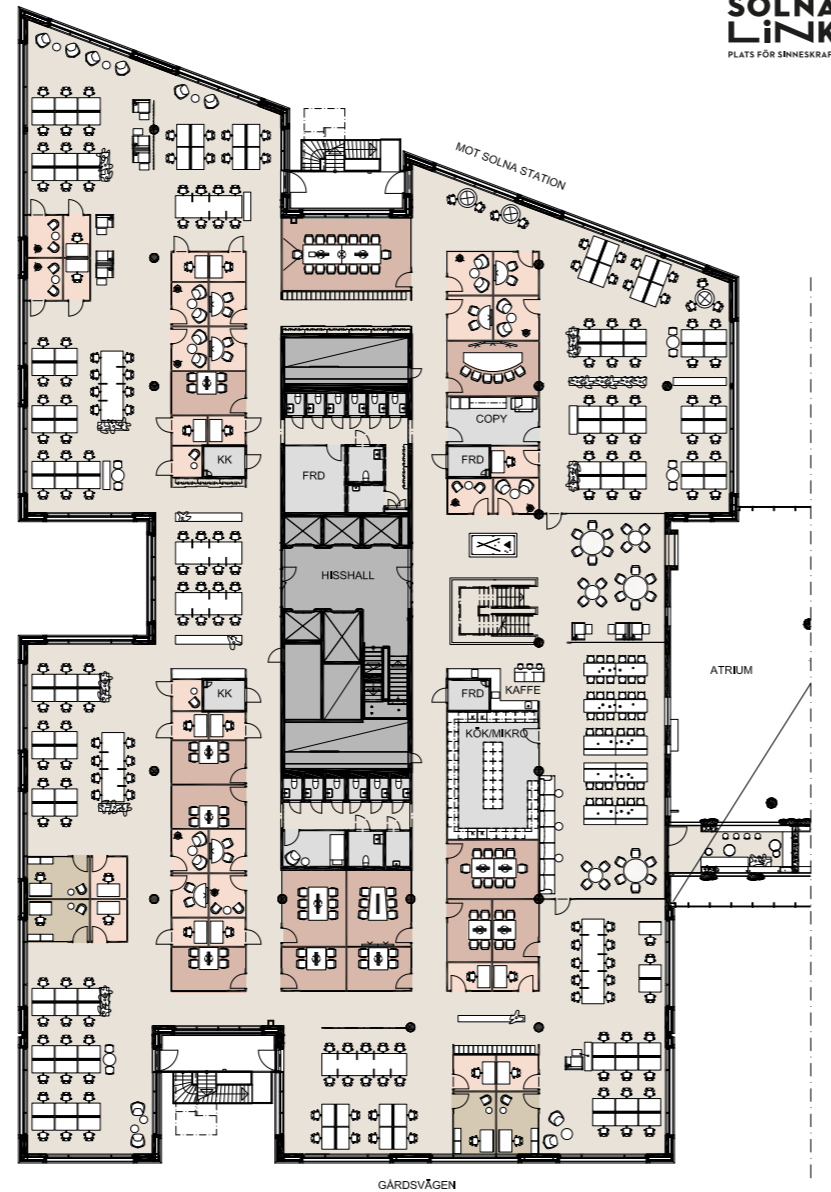 SOLNA
LiNK
PLATS FÖR SINNESKRAF
MOT SOLNA STATION
COPY
KK
FRD
FRD
HISSHALL
ATRIUM
KK
FRD
KAFFE
KÖK/MIKRO
GÅRDSVÄGEN